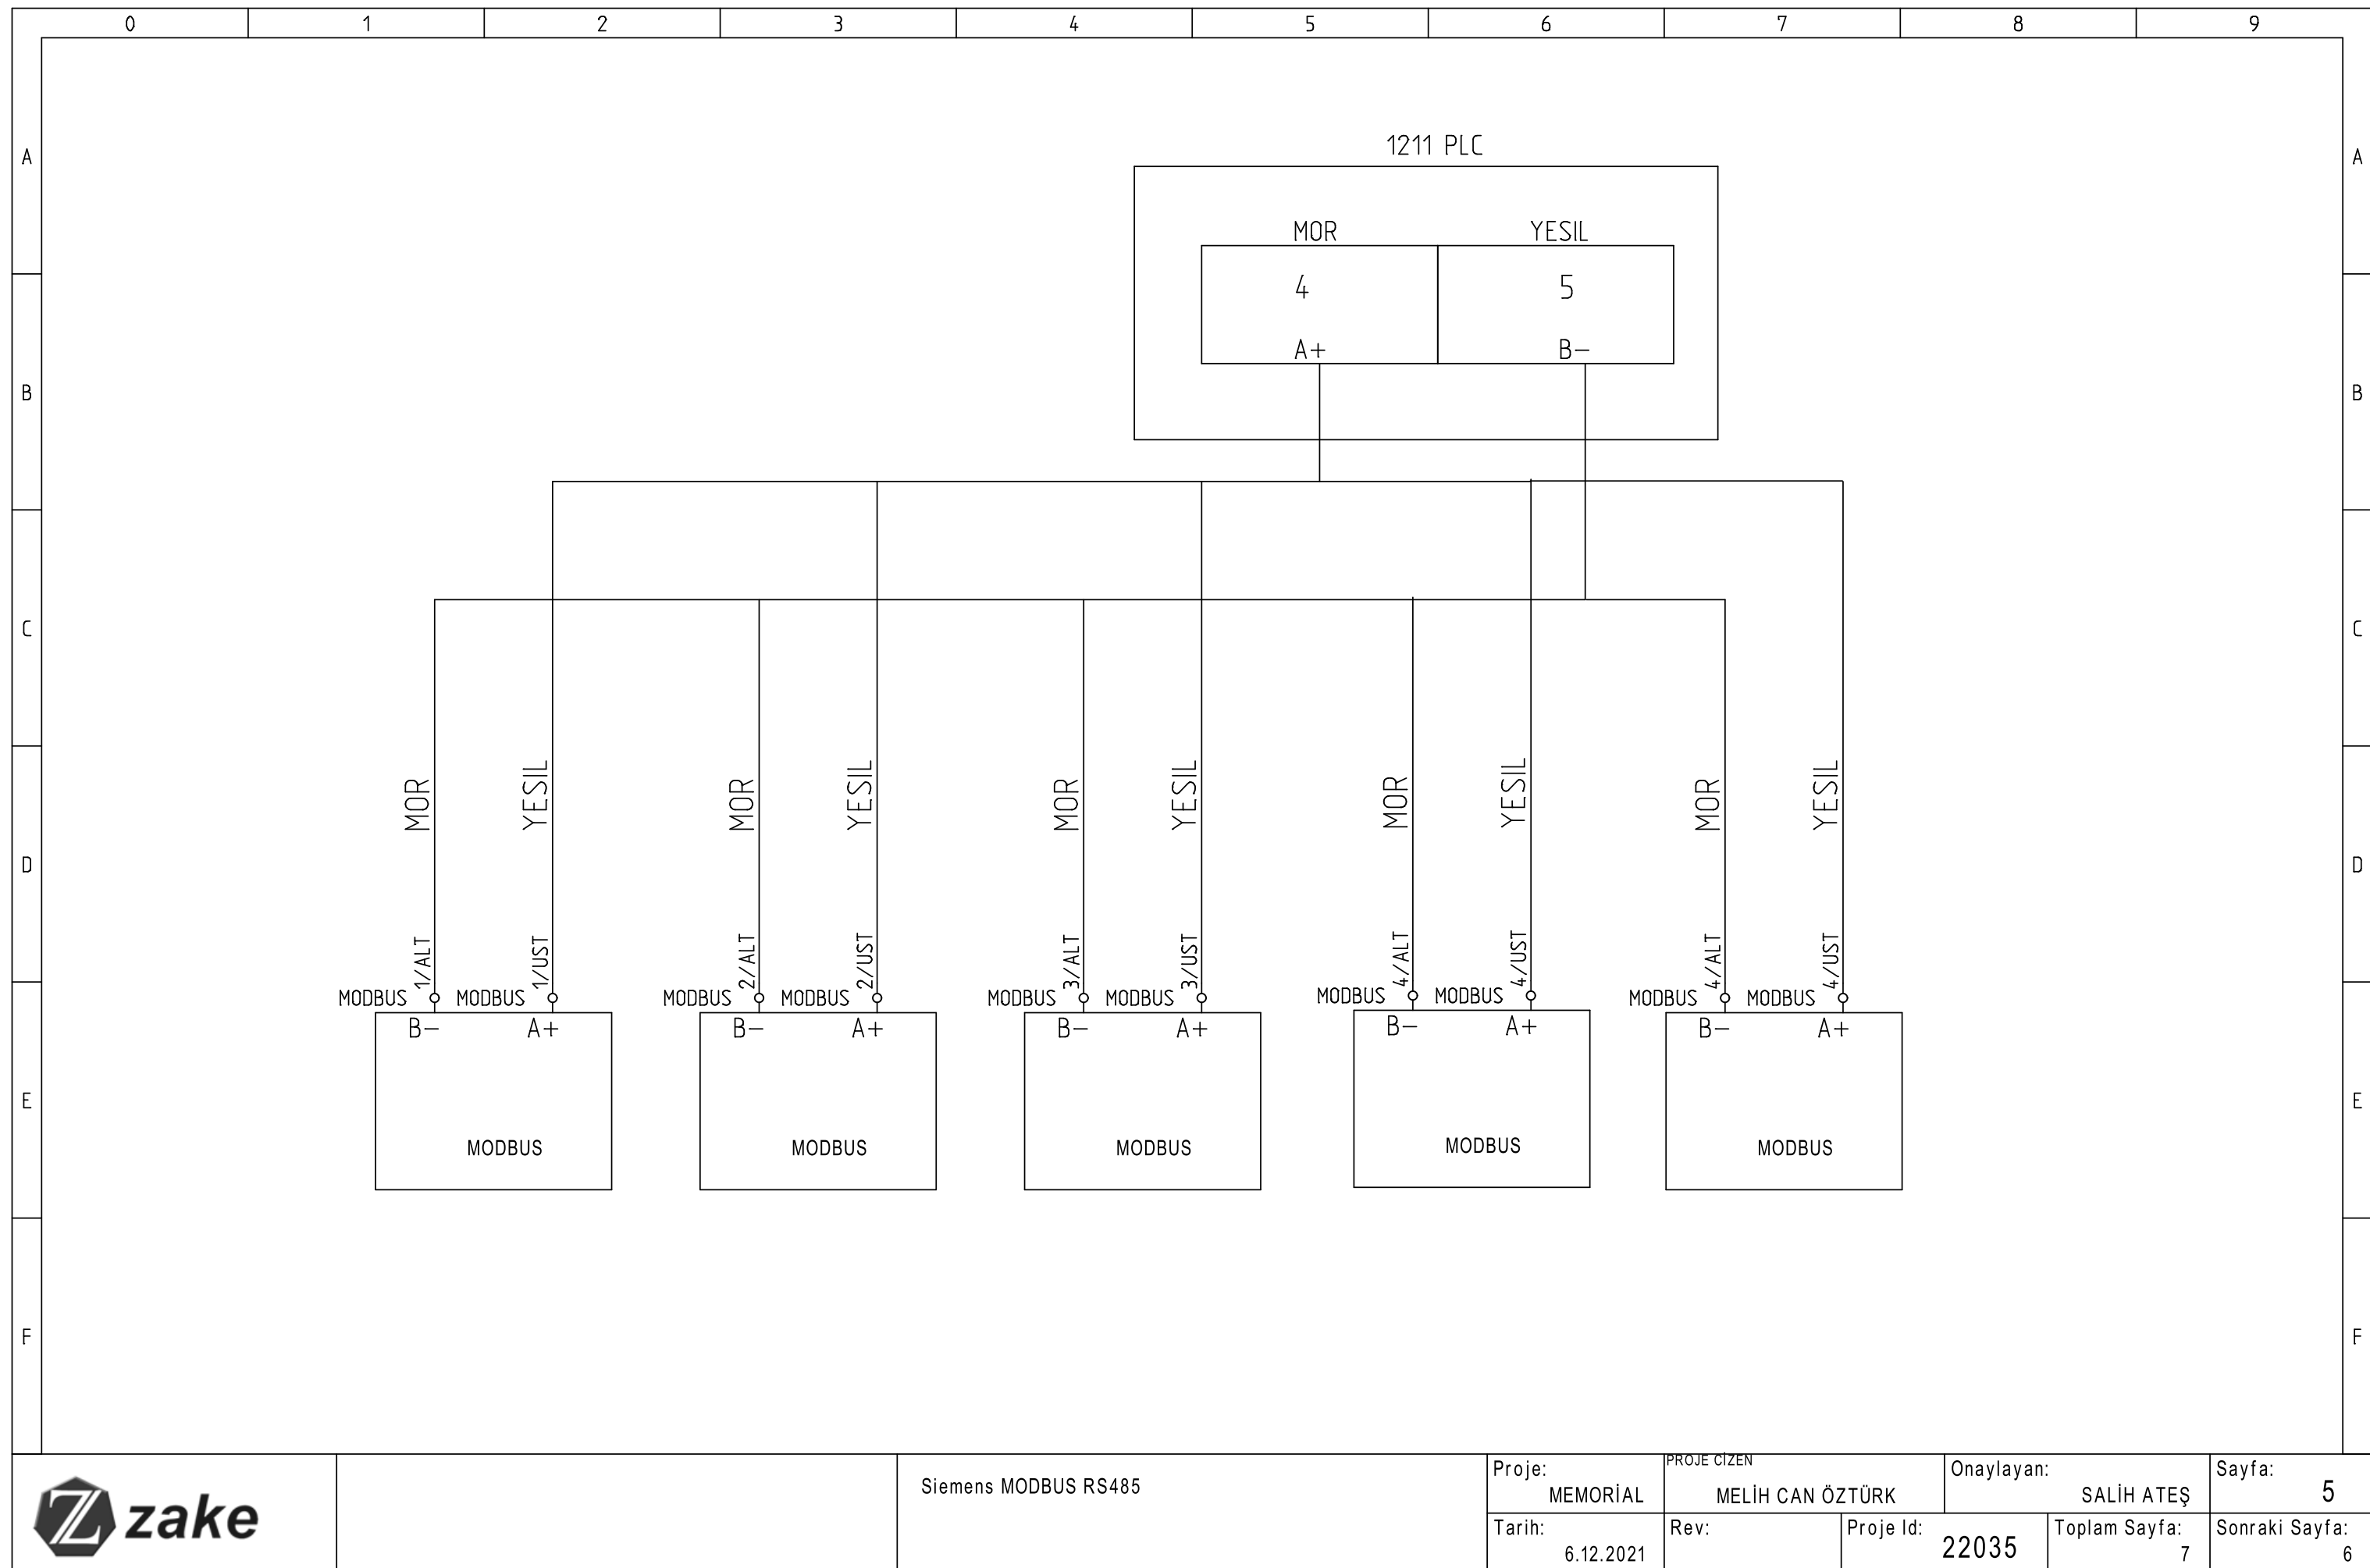 0 1 2 3 4 5 6 7 8 9
1211 PLC
A A
MOR YESIL
4 5
A+ B-
B B
C C
MOR YESIL MOR YESIL MOR YESIL MOR YESIL MOR YESIL
D D
1/ALT 1/UST 2/ALT 2/UST 3/ALT 3/UST 4/ALT 4/UST 4/ALT 4/UST
MODBUS MODBUS MODBUS MODBUS MODBUS MODBUS MODBUS MODBUS MODBUS MODBUS
B- A+ B- A+ B- A+ B- A+ B- A+
E E
MODBUS MODBUS MODBUS MODBUS MODBUS
F F
zake
Siemens MODBUS RS485
Proje: MEMORİAL
PROJE CİZEN MELİH CAN ÖZTÜRK
Onaylayan: SALİH ATEŞ
Sayfa: 5
Tarih: 6.12.2021
Rev:
Proje Id: 22035
Toplam Sayfa: 7
Sonraki Sayfa: 6